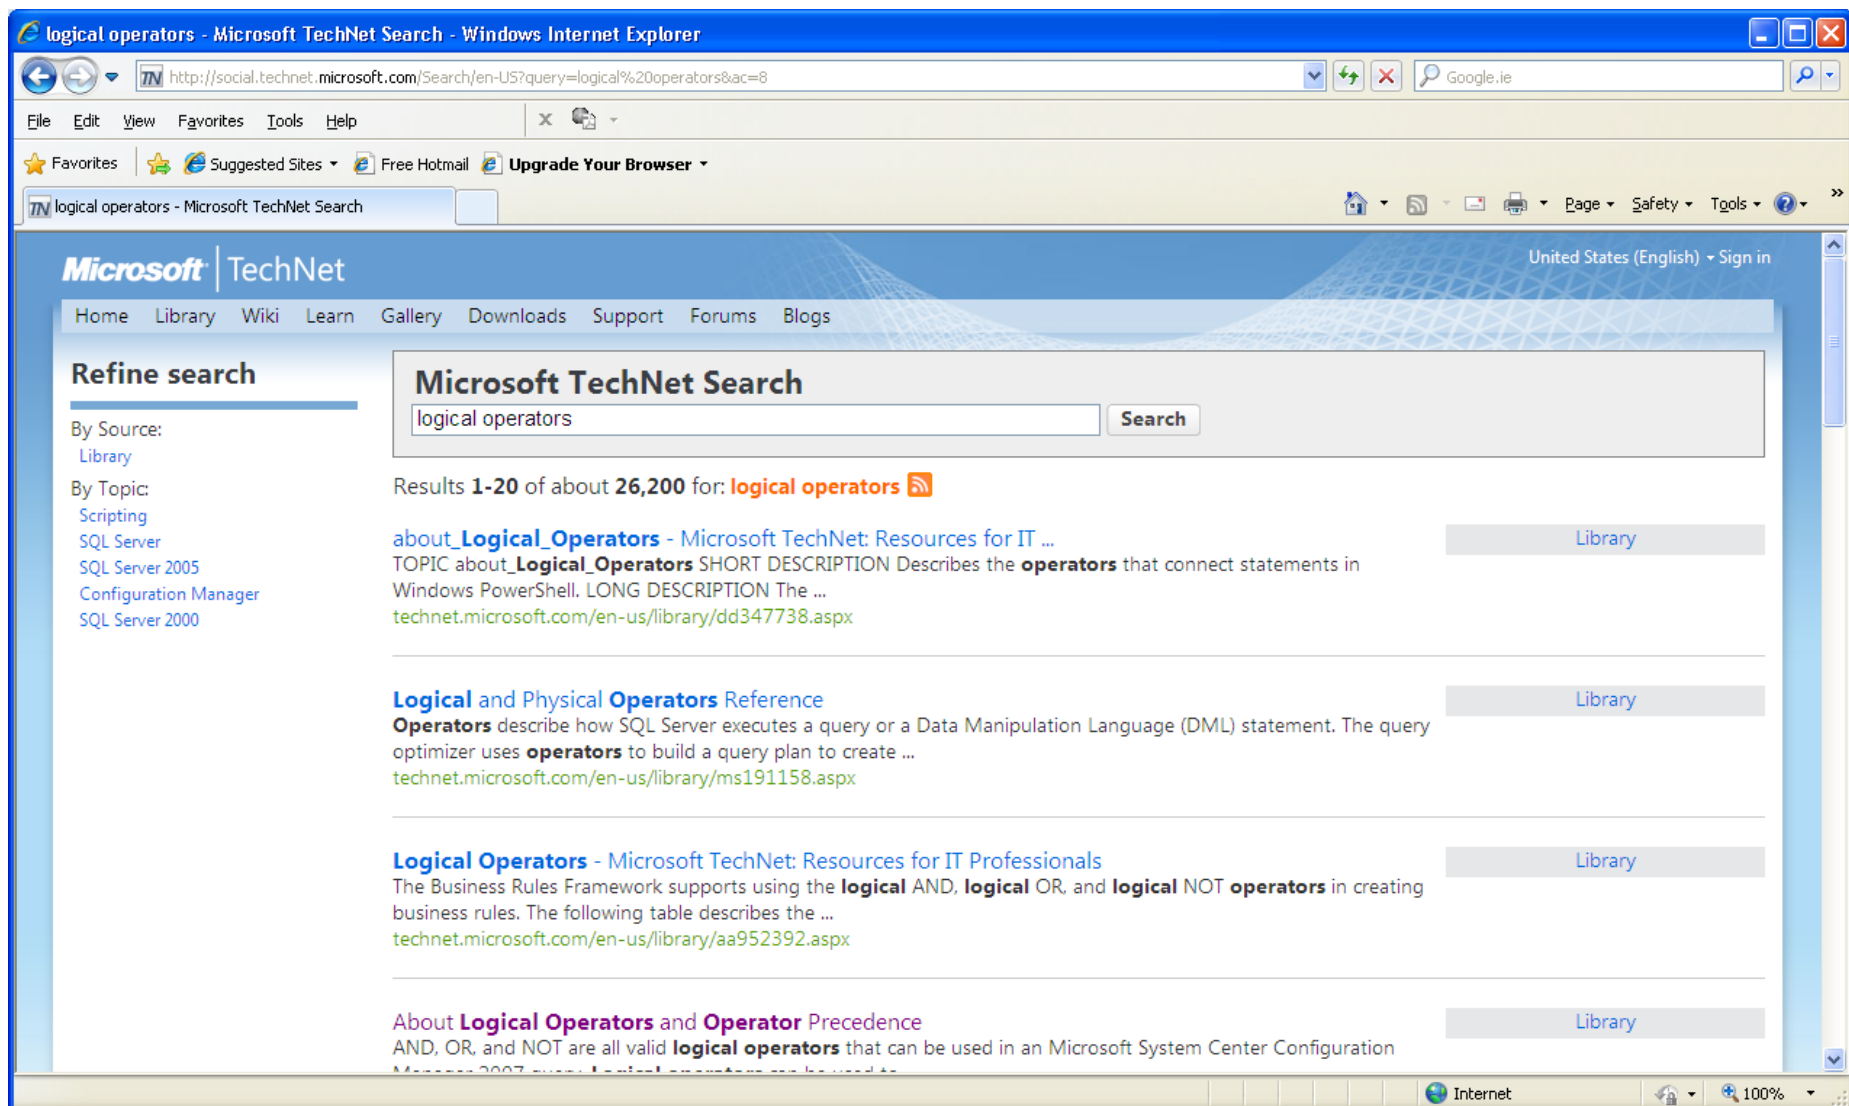 logical operators - Microsoft TechNet Search - Windows Internet Explorer
http://social.technet.microsoft.com/Search/en-US?query=logical%20operators&ac=8
Google.ie
File Edit View Favorites Tools Help
Favorites Suggested Sites Free Hotmail Upgrade Your Browser
logical operators - Microsoft TechNet Search
Page Safety Tools »
Microsoft TechNet
United States (English) Sign in
Home Library Wiki Learn Gallery Downloads Support Forums Blogs
Refine search
By Source:
Library
By Topic:
Scripting
SQL Server
SQL Server 2005
Configuration Manager
SQL Server 2000
Microsoft TechNet Search
logical operators Search
Results 1-20 of about 26,200 for: logical operators
about_Logical_Operators - Microsoft TechNet: Resources for IT ...
Library
TOPIC about_Logical_Operators SHORT DESCRIPTION Describes the operators that connect statements in
Windows PowerShell. LONG DESCRIPTION The ...
technet.microsoft.com/en-us/library/dd347738.aspx
Logical and Physical Operators Reference
Library
Operators describe how SQL Server executes a query or a Data Manipulation Language (DML) statement. The query
optimizer uses operators to build a query plan to create ...
technet.microsoft.com/en-us/library/ms191158.aspx
Logical Operators - Microsoft TechNet: Resources for IT Professionals
Library
The Business Rules Framework supports using the logical AND, logical OR, and logical NOT operators in creating
business rules. The following table describes the ...
technet.microsoft.com/en-us/library/aa952392.aspx
About Logical Operators and Operator Precedence
Library
AND, OR, and NOT are all valid logical operators that can be used in an Microsoft System Center Configuration
Manager 2007 query. Logical operators can be used to
Internet
100%